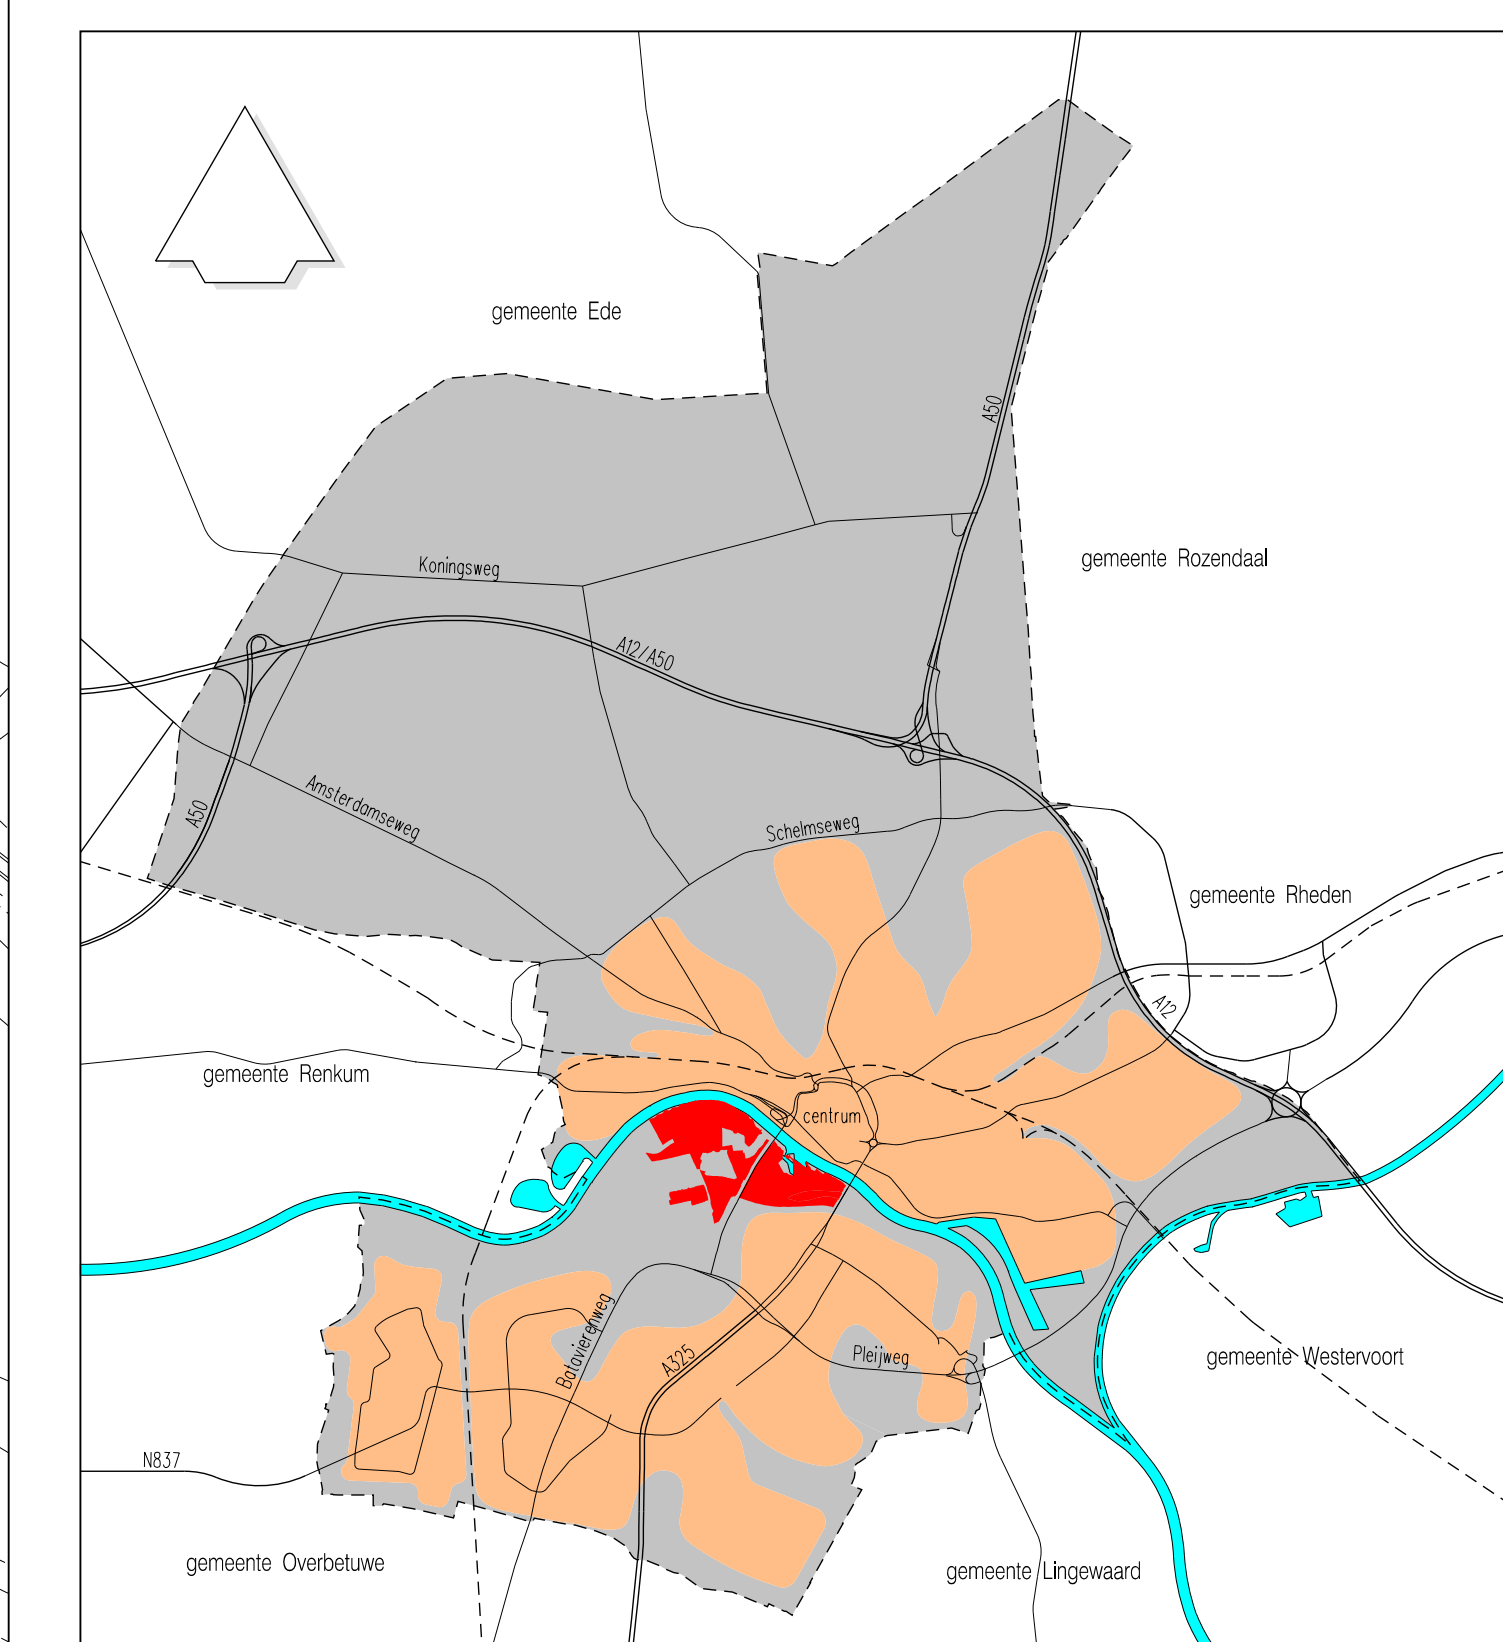 gemeente Ede
A50
gemeente Rozendaal
Koningsweg
A12/A50
A50
Amsterdamseweg
Schelmseweg
gemeente Rheden
A12
gemeente Renkum
centrum
Batavierenweg
A325
Pleijweg
gemeente Westervoort
N837
gemeente Overbetuwe
gemeente Lingewaard